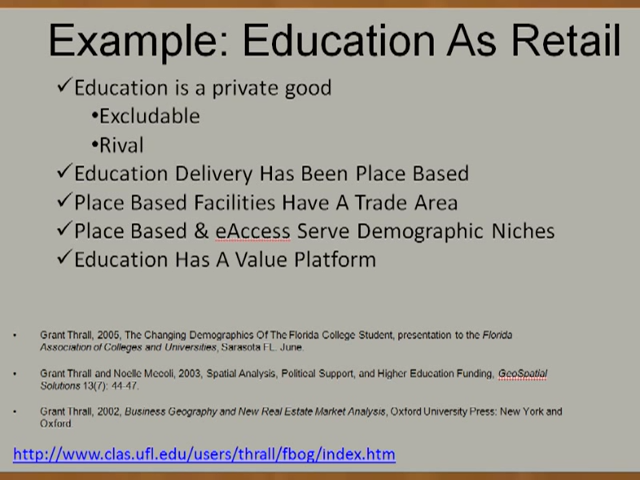 Example: Education As Retail
✓Education is a private good
•Excludable
•Rival
✓Education Delivery Has Been Place Based
✓Place Based Facilities Have A Trade Area
✓Place Based & eAccess Serve Demographic Niches
✓Education Has A Value Platform
• Grant Thrall, 2005, The Changing Demographics Of The Florida College Student, presentation to the Florida
Association of Colleges and Universities, Sarasota FL. June.
• Grant Thrall and Noelle Mecoli, 2003, Spatial Analysis, Political Support, and Higher Education Funding, GeoSpatial
Solutions 13(7): 44-47.
• Grant Thrall, 2002, Business Geography and New Real Estate Market Analysis, Oxford University Press: New York and
Oxford
http://www.clas.ufl.edu/users/thrall/fbog/index.htm